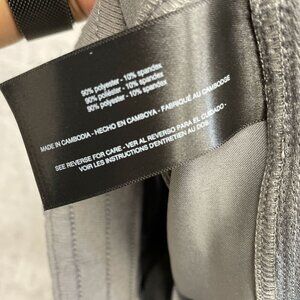 90% polyester - 10% spandex
90% poliéster - 10% spandex
90% polyester - 10% spandex
MADE IN CAMBODIA - HECHO EN CAMBOYA - FABRIQUÉ AU CAMBODGE
SEE REVERSE FOR CARE - VER AL REVERSO PARA EL CUIDADO -
VOIR LES INSTRUCTIONS D'ENTRETIEN AU DOS